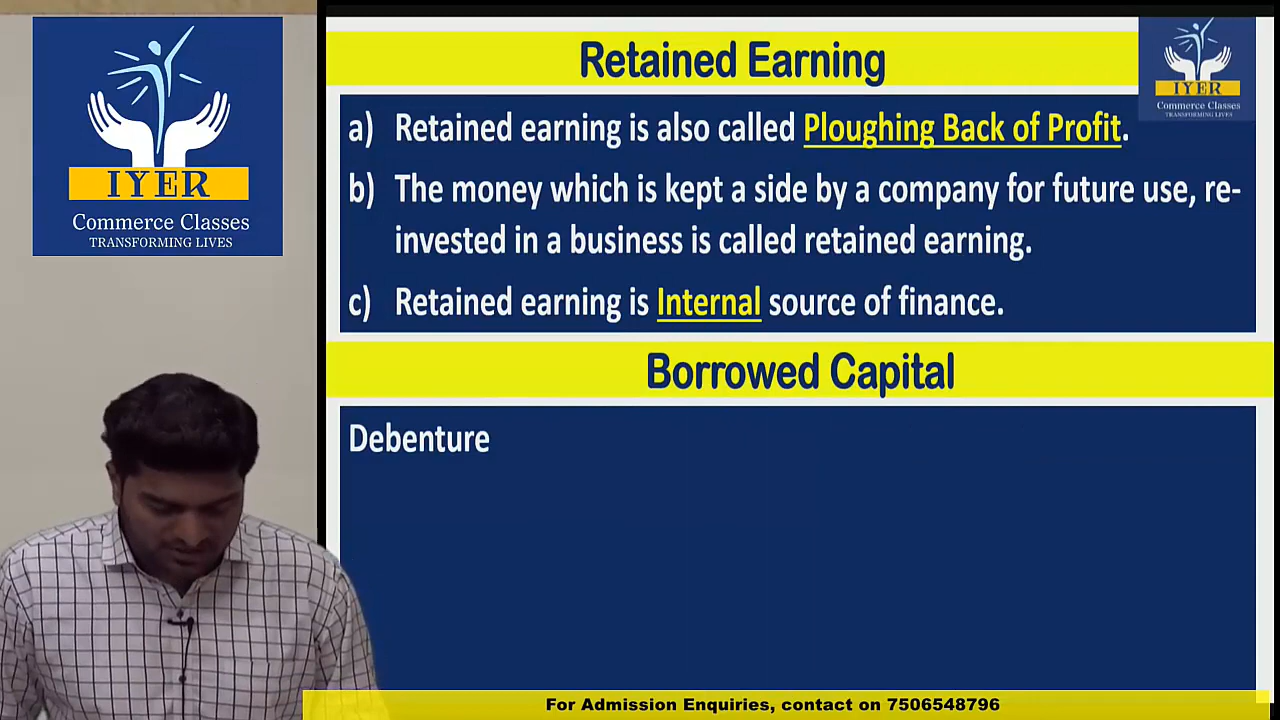 IYER
Commerce Classes
TRANSFORMING LIVES
Retained Earning
IYER
Commerce Classes
TRANSFORMING LIVES
a) Retained earning is also called Ploughing Back of Profit.
b) The money which is kept a side by a company for future use, re-
invested in a business is called retained earning.
c) Retained earning is Internal source of finance.
Borrowed Capital
Debenture
For Admission Enquiries, contact on 7506548796